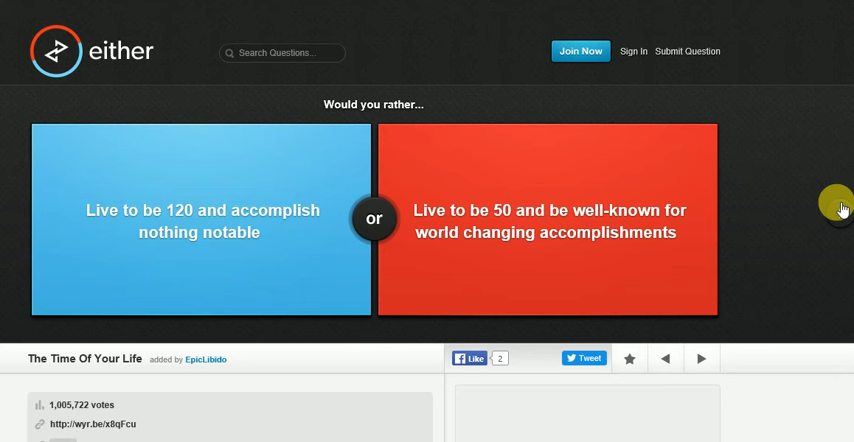 either
Search Questions...
Join Now
Sign In
Submit Question
Would you rather...
Live to be 120 and accomplish
nothing notable
or
Live to be 50 and be well-known for
world changing accomplishments
The Time Of Your Life added by EpicLibido
Like 2
Tweet
1,005,722 votes
http://wyr.be/x8qFcu